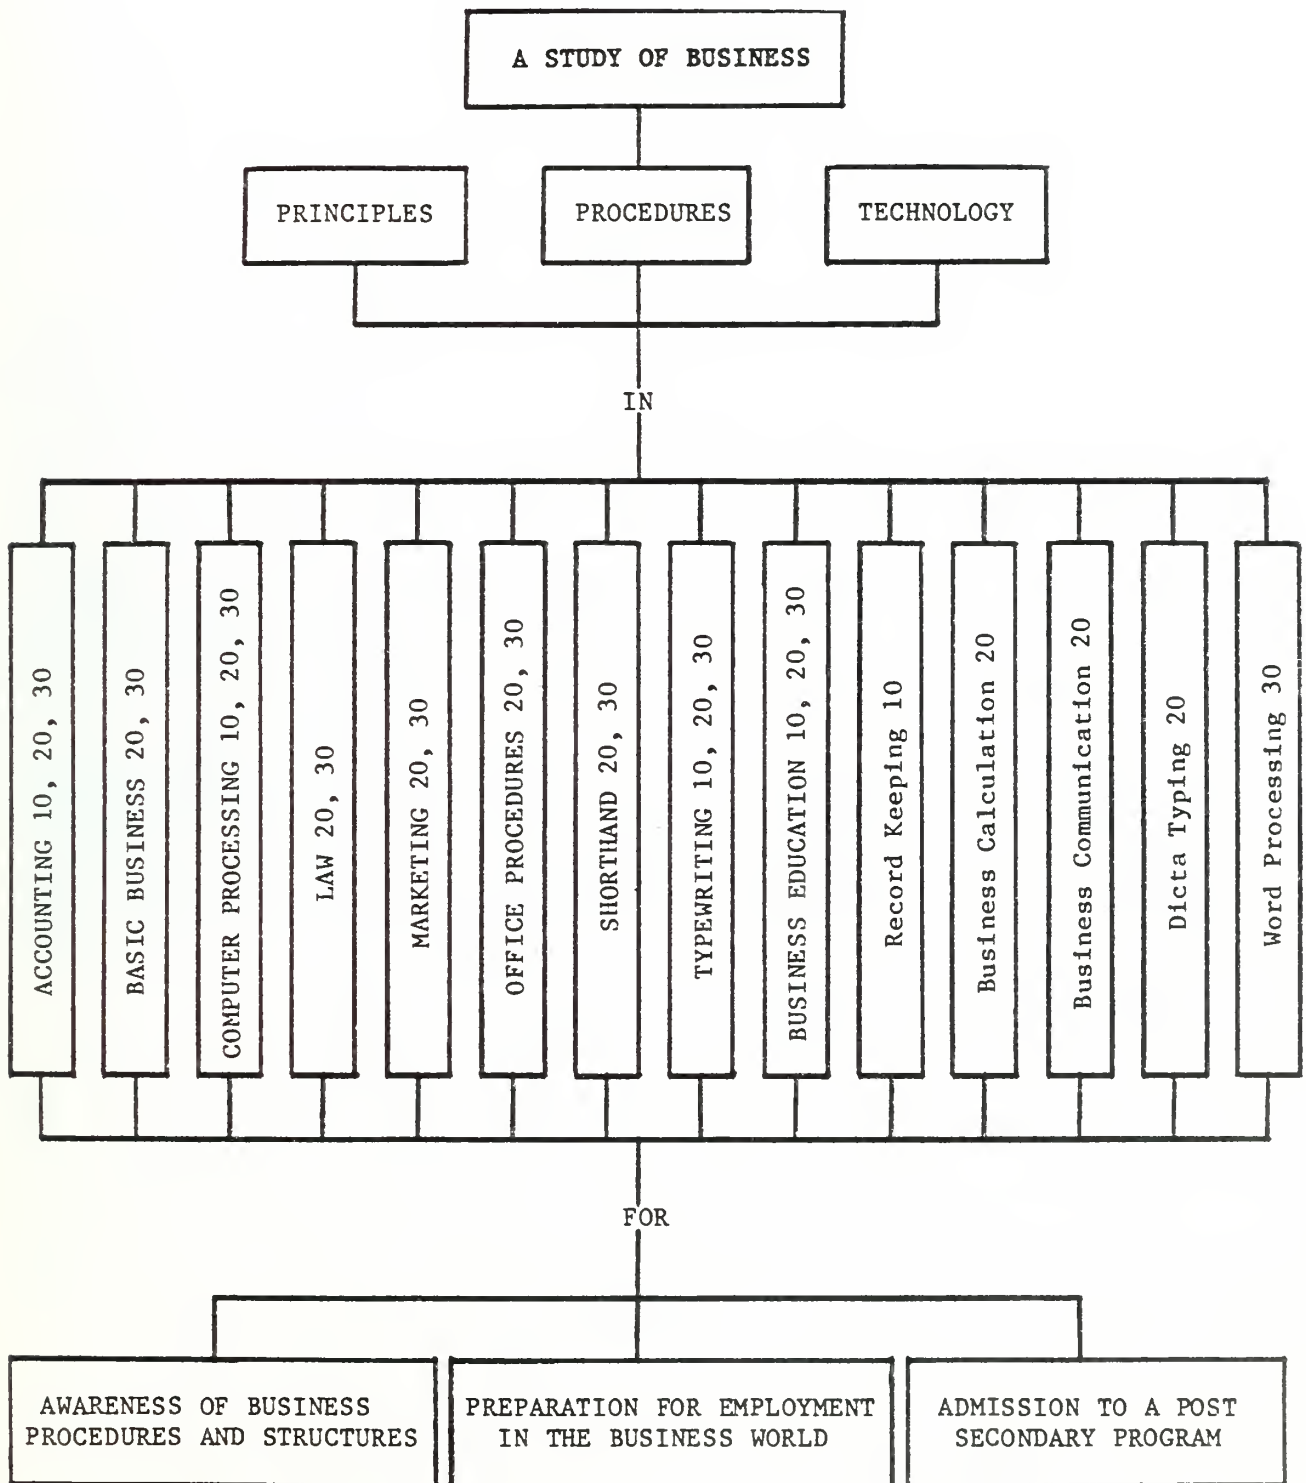 A STUDY OF BUSINESS
PRINCIPLES
PROCEDURES
TECHNOLOGY
IN
ACCOUNTING 10, 20, 30
BASIC BUSINESS 20, 30
COMPUTER PROCESSING 10, 20, 30
LAW 20, 30
MARKETING 20, 30
OFFICE PROCEDURES 20, 30
SHORTHAND 20, 30
TYPEWRITING 10, 20, 30
BUSINESS EDUCATION 10, 20, 30
Record Keeping 10
Business Calculation 20
Business Communication 20
Dicta Typing 20
Word Processing 30
FOR
AWARENESS OF BUSINESS
PROCEDURES AND STRUCTURES
PREPARATION FOR EMPLOYMENT
IN THE BUSINESS WORLD
ADMISSION TO A POST
SECONDARY PROGRAM